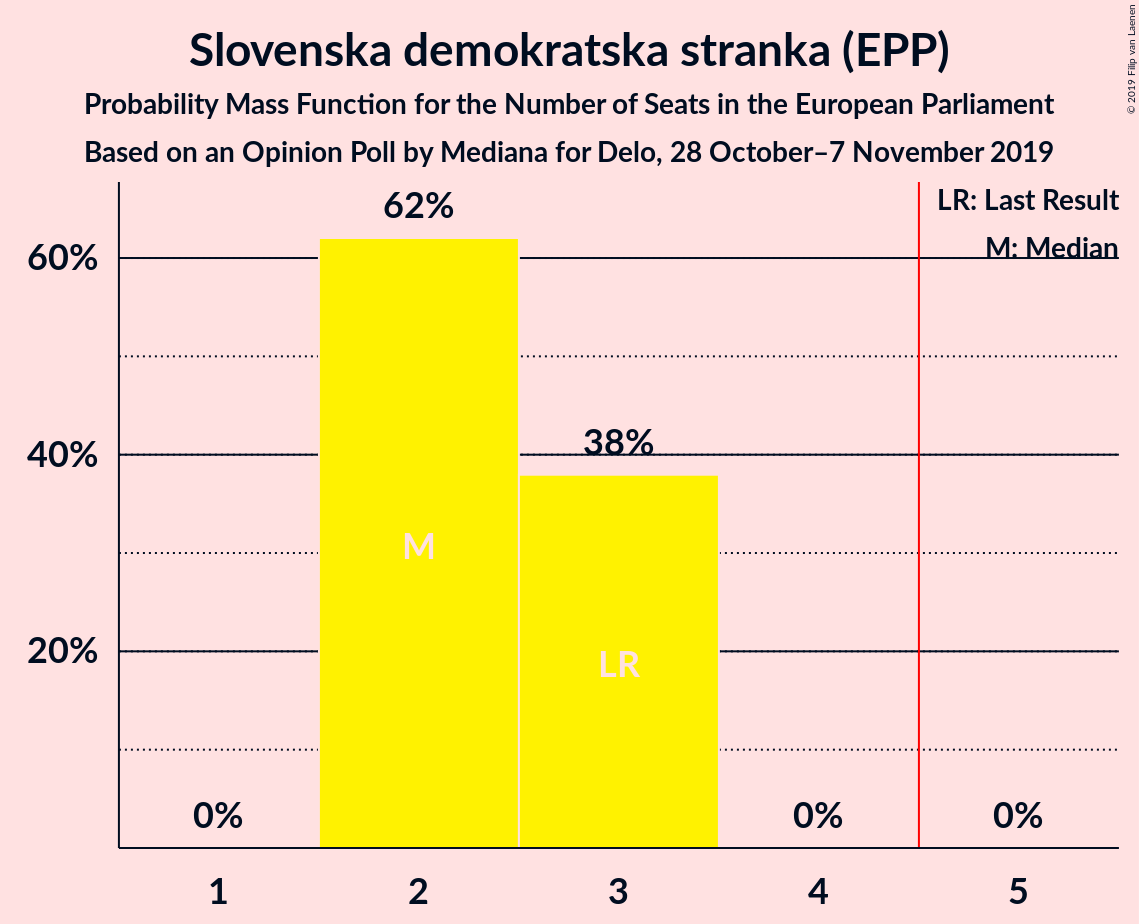 Slovenska demokratska stranka (EPP)
Probability Mass Function for the Number of Seats in the European Parliament
Based on an Opinion Poll by Mediana for Delo, 28 October–7 November 2019
© 2019 Filip van Laenen
LR: Last Result
M: Median
60%
40%
20%
0%
62%
38%
0%
0%
M
LR
1
2
3
4
5